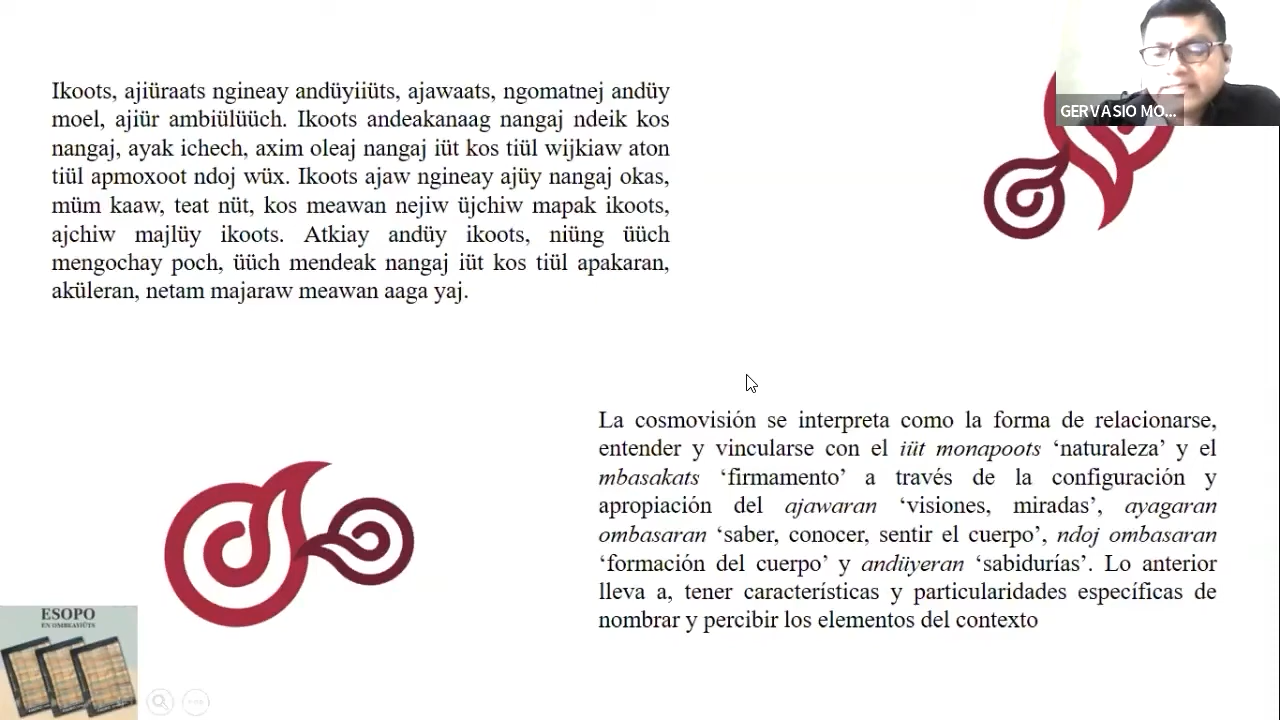 Ikoots, ajiüraats ngineay andüyiiüts, ajawaats, ngomatnej andüy
moel, ajiür ambiülüüch. Ikoots andeakanaag nangaj ndeik kos
nangaj, ayak ichech, axim oleaj nangaj iüt kos tiül wijkiaw aton
tiül apmoxoot ndoj wüx. Ikoots ajaw ngineay ajüy nangaj okas,
müm kaaw, teat nüt, kos meawan nejiw üjchiw mapak ikoots,
ajchiw majlüy ikoots. Atkiay andüy ikoots, niüng üüch
mengochay poch, üüch mendeak nangaj iüt kos tiül apakaran,
aküleran, netam majaraw meawan aaga yaj.
GERVASIO MO...
La cosmovisión se interpreta como la forma de relacionarse,
entender y vincularse con el iüt monapoots ‘naturaleza’ y el
mbasakats ‘firmamento’ a través de la configuración y
apropiación del ajawaran ‘visiones, miradas’, ayagaran
ombasaran ‘saber, conocer, sentir el cuerpo’, ndoj ombasaran
‘formación del cuerpo’ y andüyeran ‘sabidurías’. Lo anterior
lleva a, tener características y particularidades específicas de
nombrar y percibir los elementos del contexto
ESOPO
EN OMBEAYIÜTS